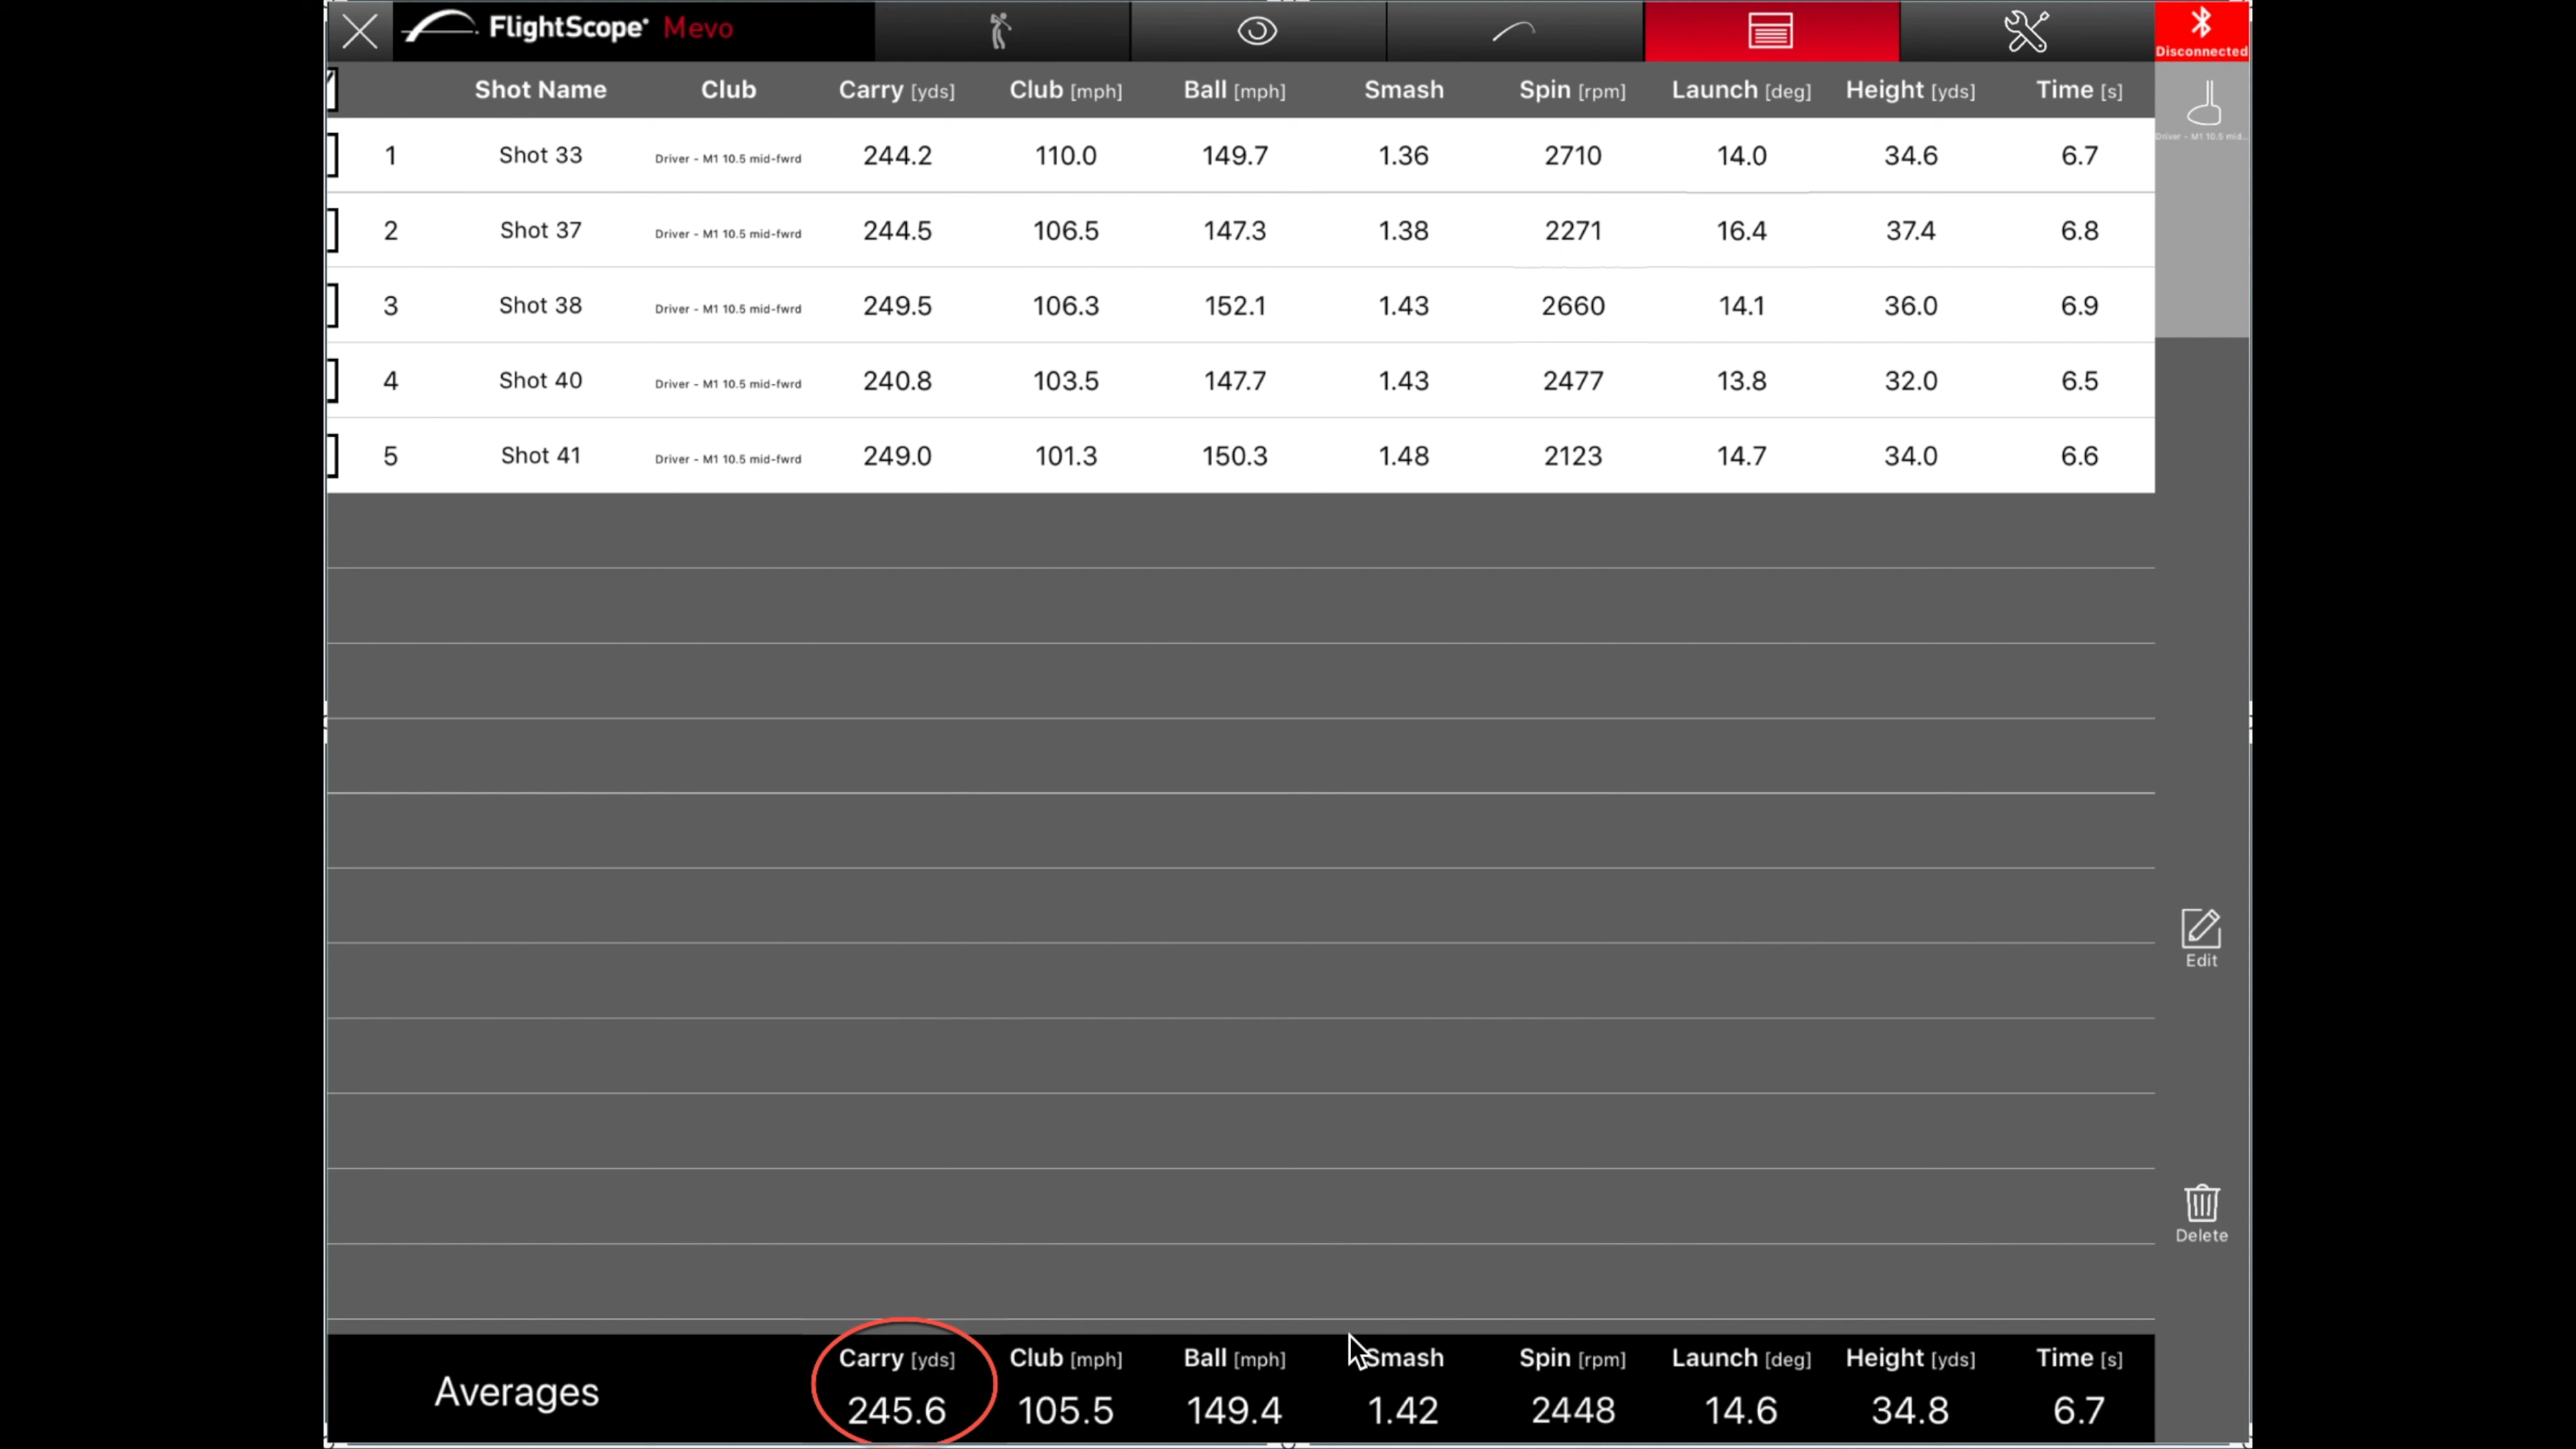 FlightScope® Mevo
Disconnected
Shot Name Club Carry [yds] Club [mph] Ball [mph] Smash Spin [rpm] Launch [deg] Height [yds] Time [s]
Driver - M1 10.5 mid...
1 Shot 33 Driver - M1 10.5 mid-fwrd 244.2 110.0 149.7 1.36 2710 14.0 34.6 6.7
2 Shot 37 Driver - M1 10.5 mid-fwrd 244.5 106.5 147.3 1.38 2271 16.4 37.4 6.8
3 Shot 38 Driver - M1 10.5 mid-fwrd 249.5 106.3 152.1 1.43 2660 14.1 36.0 6.9
4 Shot 40 Driver - M1 10.5 mid-fwrd 240.8 103.5 147.7 1.43 2477 13.8 32.0 6.5
5 Shot 41 Driver - M1 10.5 mid-fwrd 249.0 101.3 150.3 1.48 2123 14.7 34.0 6.6
Edit
Delete
Carry [yds] Club [mph] Ball [mph] Smash Spin [rpm] Launch [deg] Height [yds] Time [s]
Averages 245.6 105.5 149.4 1.42 2448 14.6 34.8 6.7